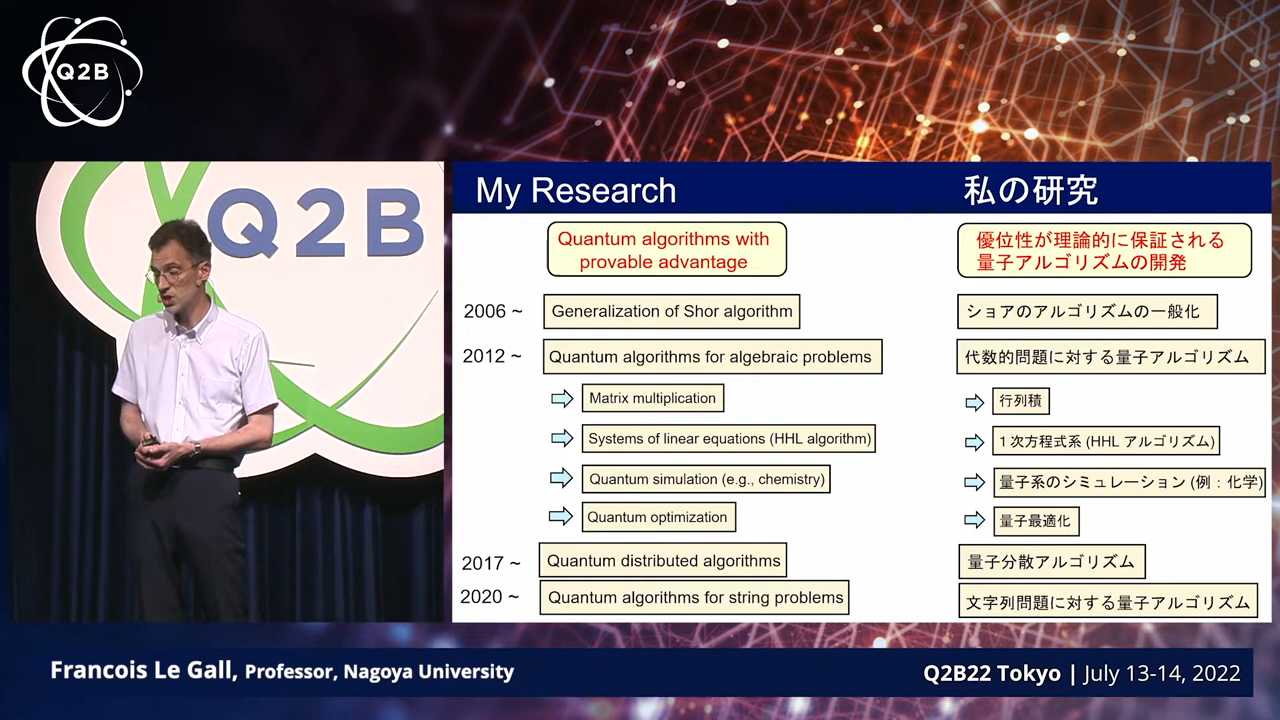 Q2B
Q2B
My Research
私の研究
Quantum algorithms with
provable advantage
優位性が理論的に保証される
量子アルゴリズムの開発
2006 ~
Generalization of Shor algorithm
ショアのアルゴリズムの一般化
2012 ~
Quantum algorithms for algebraic problems
代数的問題に対する量子アルゴリズム
Matrix multiplication
行列積
Systems of linear equations (HHL algorithm)
1次方程式系 (HHL アルゴリズム)
Quantum simulation (e.g., chemistry)
量子系のシミュレーション (例：化学)
Quantum optimization
量子最適化
2017 ~
Quantum distributed algorithms
量子分散アルゴリズム
2020 ~
Quantum algorithms for string problems
文字列問題に対する量子アルゴリズム
Francois Le Gall, Professor, Nagoya University
Q2B22 Tokyo | July 13-14, 2022